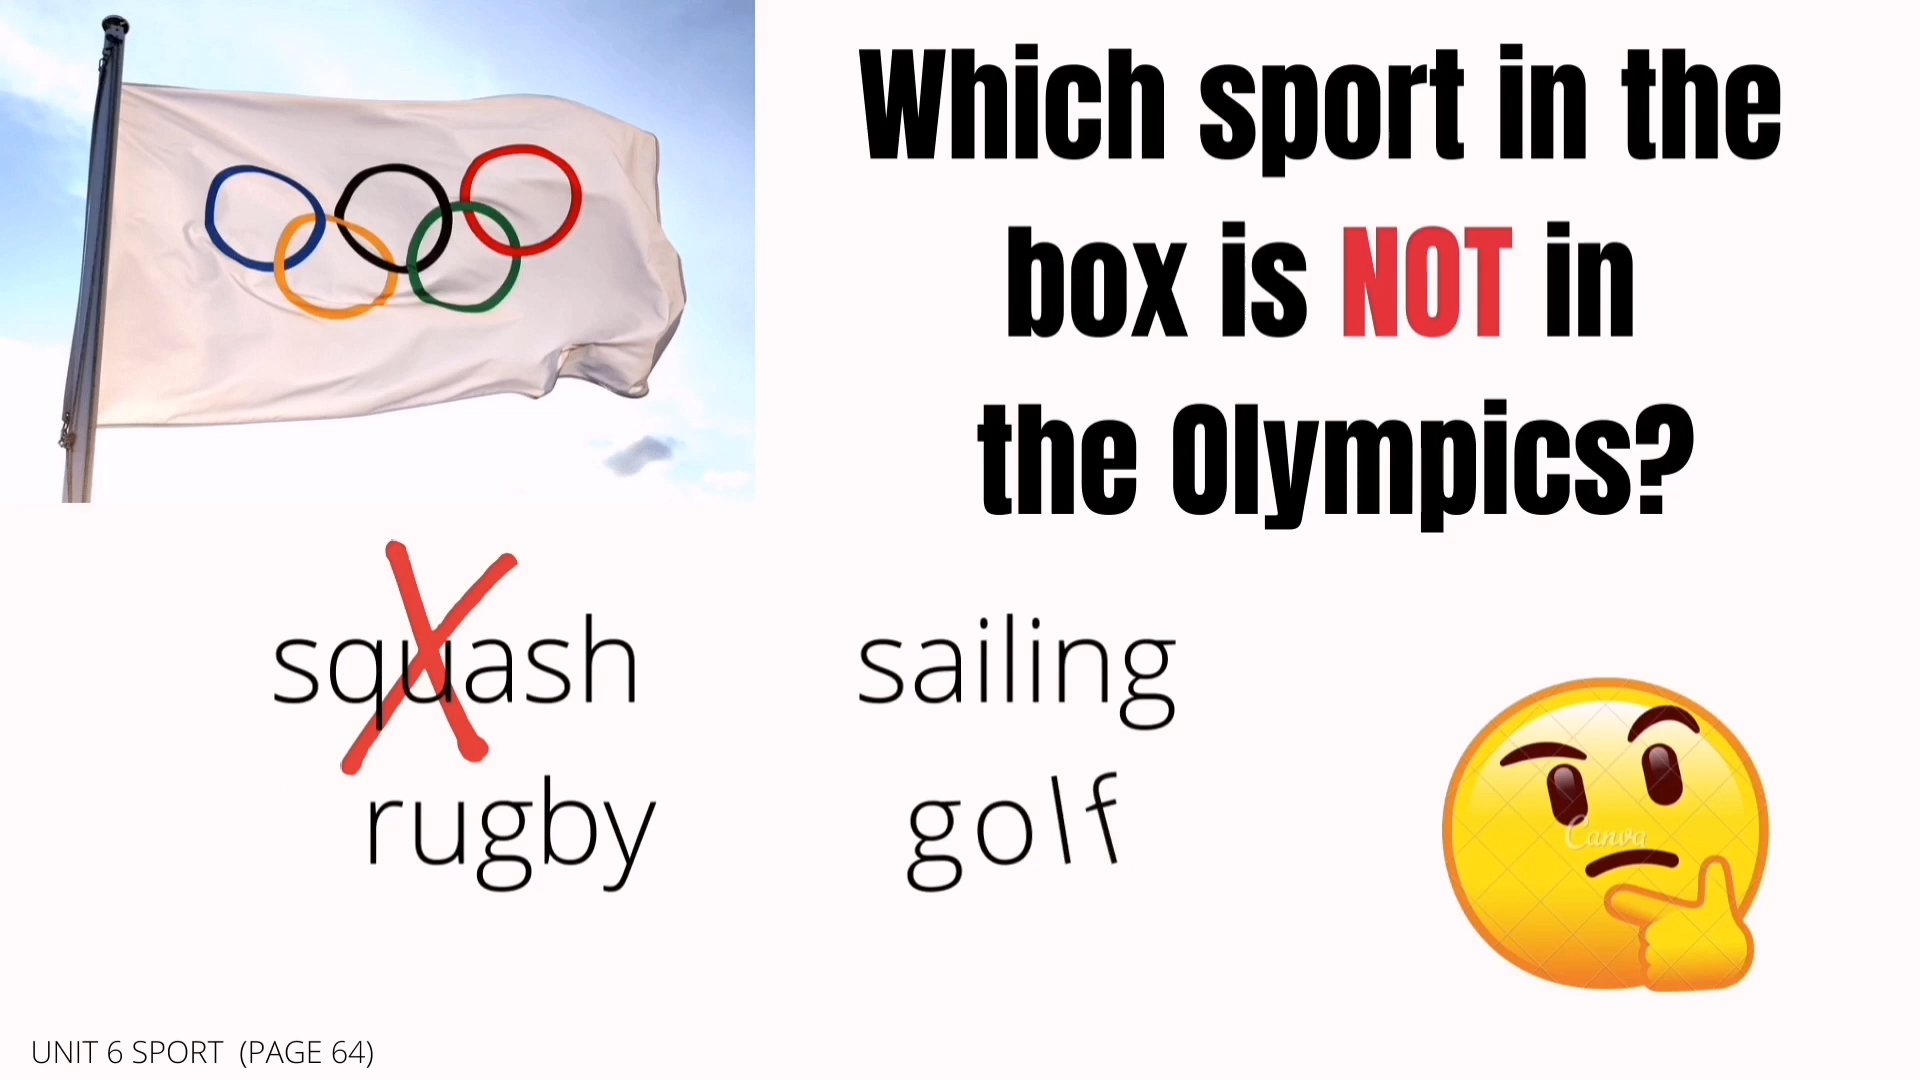 Which sport in the
box is NOT in
the Olympics?
squash
sailing
rugby
golf
Canva
UNIT 6 SPORT (PAGE 64)